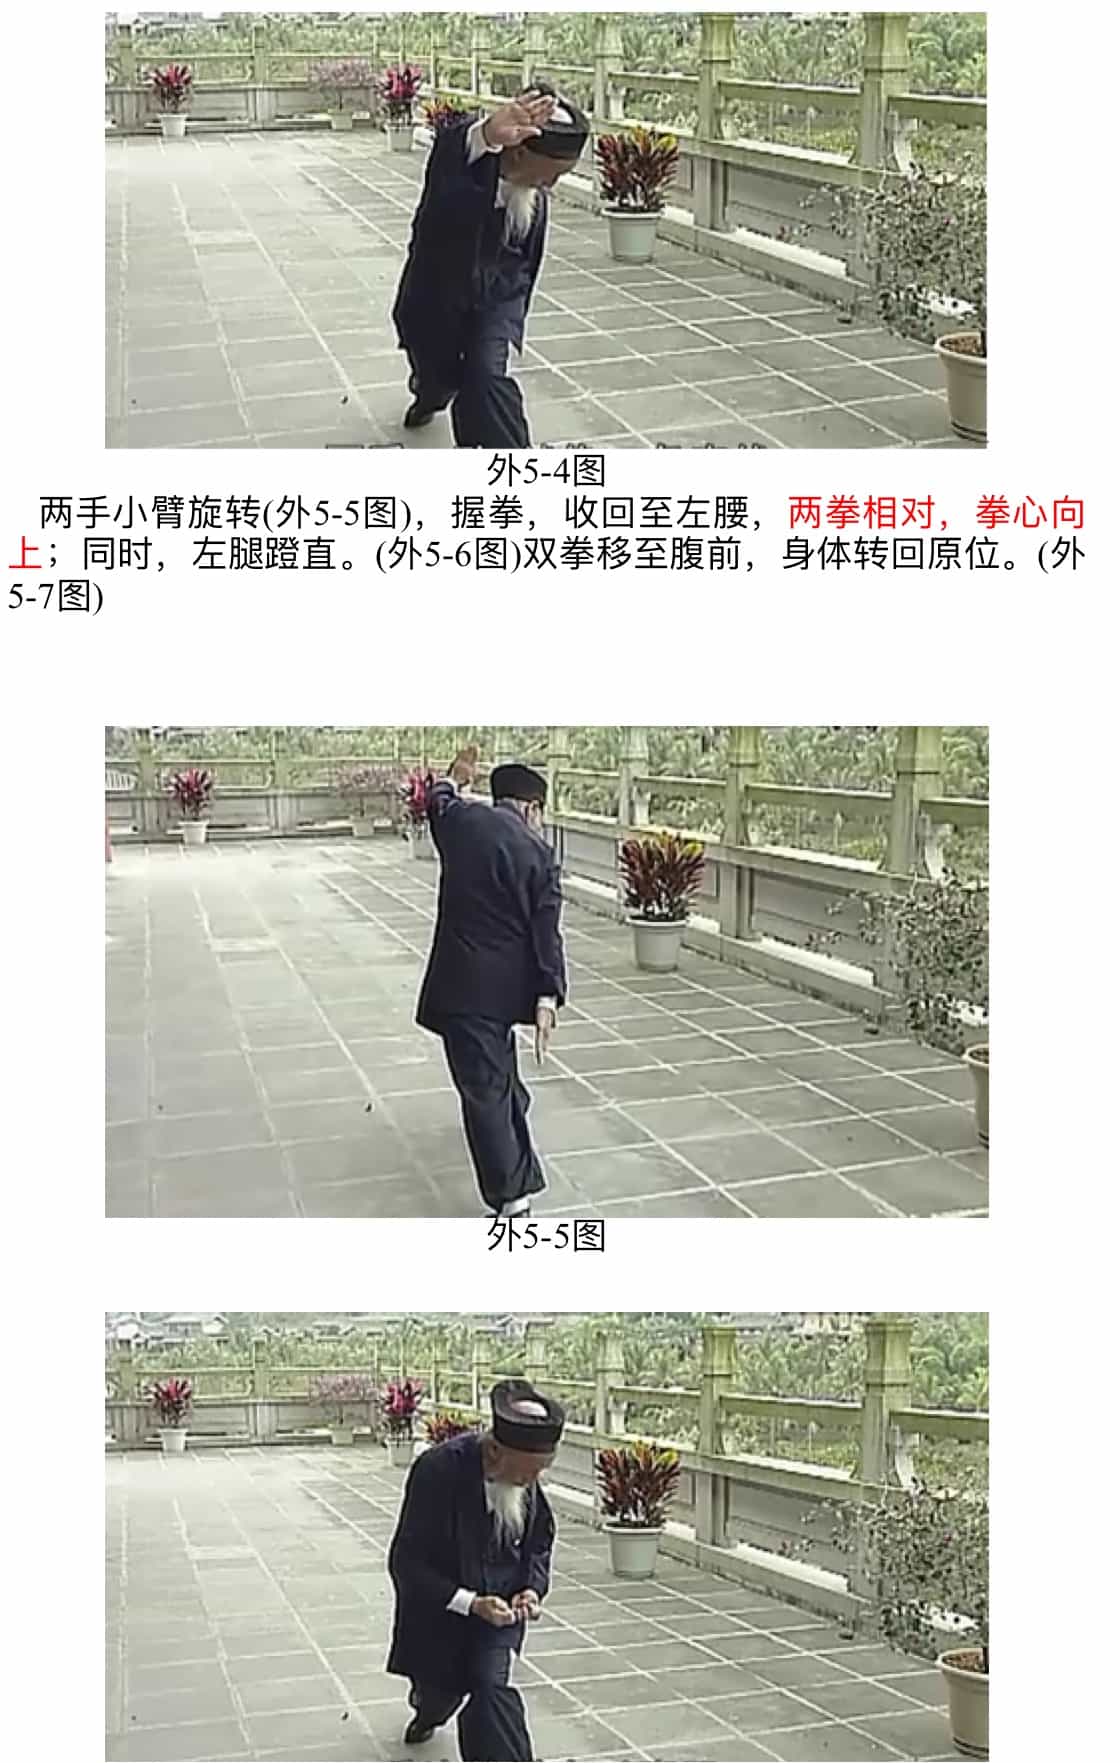 外5-4图
两手小臂旋转(外5-5图)，握拳，收回至左腰，两拳相对，拳心向
上；同时，左腿蹬直。(外5-6图)双拳移至腹前，身体转回原位。(外
5-7图)
外5-5图